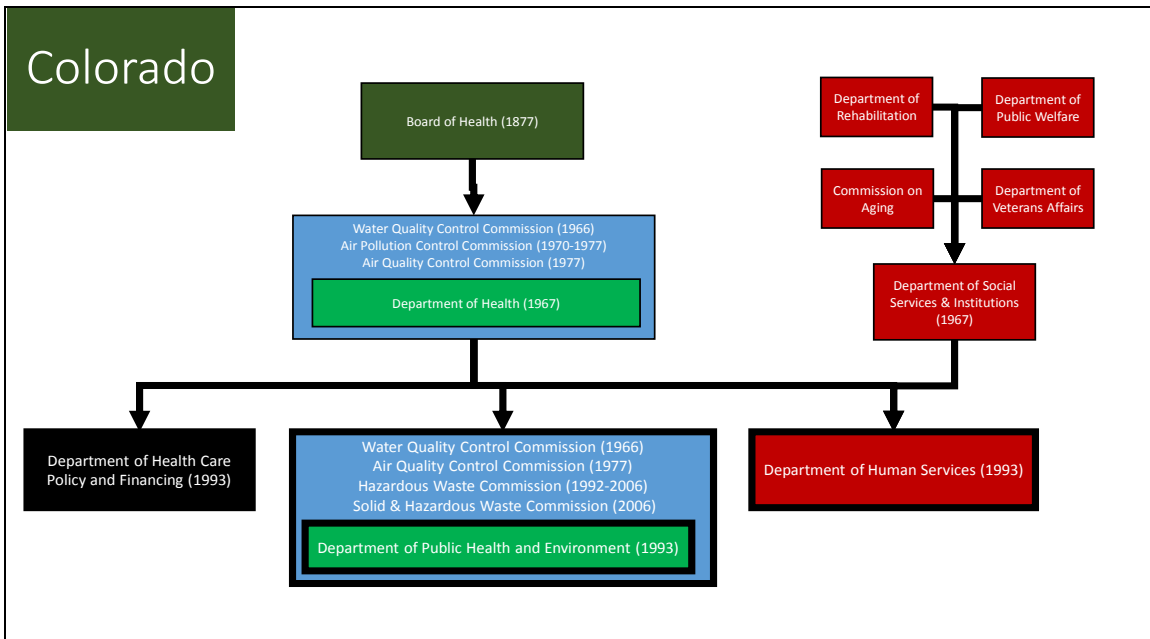 Colorado
Board of Health (1877)
Department of
Rehabilitation
Department of
Public Welfare
Commission on
Aging
Department of
Veterans Affairs
Water Quality Control Commission (1966)
Air Pollution Control Commission (1970-1977)
Air Quality Control Commission (1977)
Department of Health (1967)
Department of Social
Services & Institutions
(1967)
Department of Health Care
Policy and Financing (1993)
Water Quality Control Commission (1966)
Air Quality Control Commission (1977)
Hazardous Waste Commission (1992-2006)
Solid & Hazardous Waste Commission (2006)
Department of Public Health and Environment (1993)
Department of Human Services (1993)